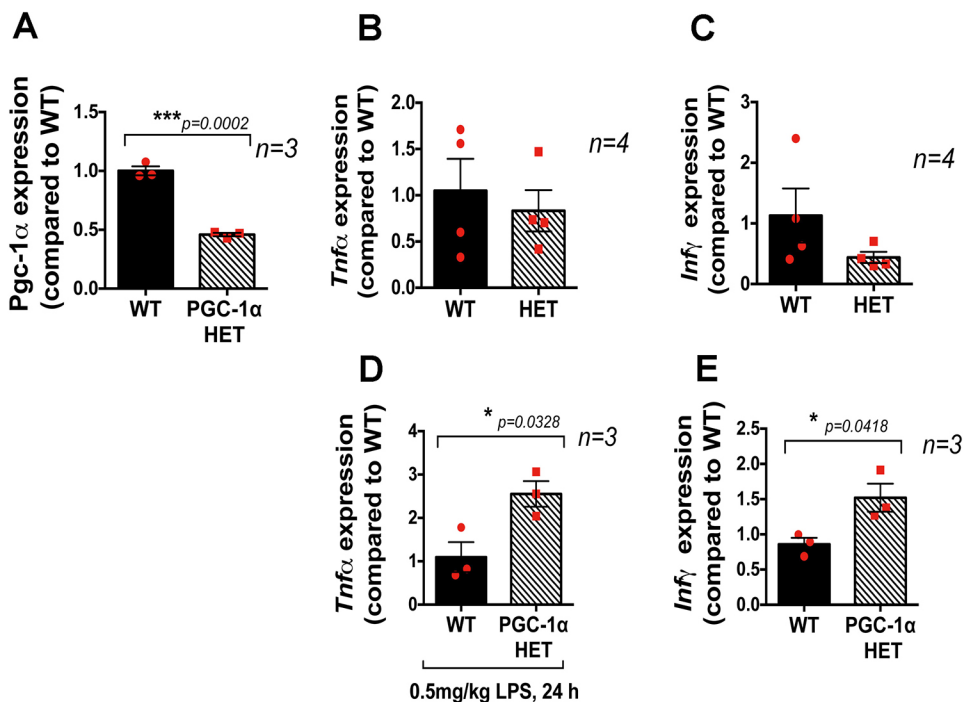 A
Pgc-1α expression
(compared to WT)
1.5
1.0
0.5
0.0
*** p=0.0002
n=3
WT
PGC-1α
HET
B
Tnfα expression
(compared to WT)
2.0
1.5
1.0
0.5
0.0
n=4
WT
HET
C
Infγ expression
(compared to WT)
3
2
1
0
n=4
WT
HET
D
Tnfα expression
(compared to WT)
4
3
2
1
0
* p=0.0328
n=3
WT
PGC-1α
HET
0.5mg/kg LPS, 24 h
E
Infγ expression
(compared to WT)
2.5
2.0
1.5
1.0
0.5
0.0
* p=0.0418
n=3
WT
PGC-1α
HET